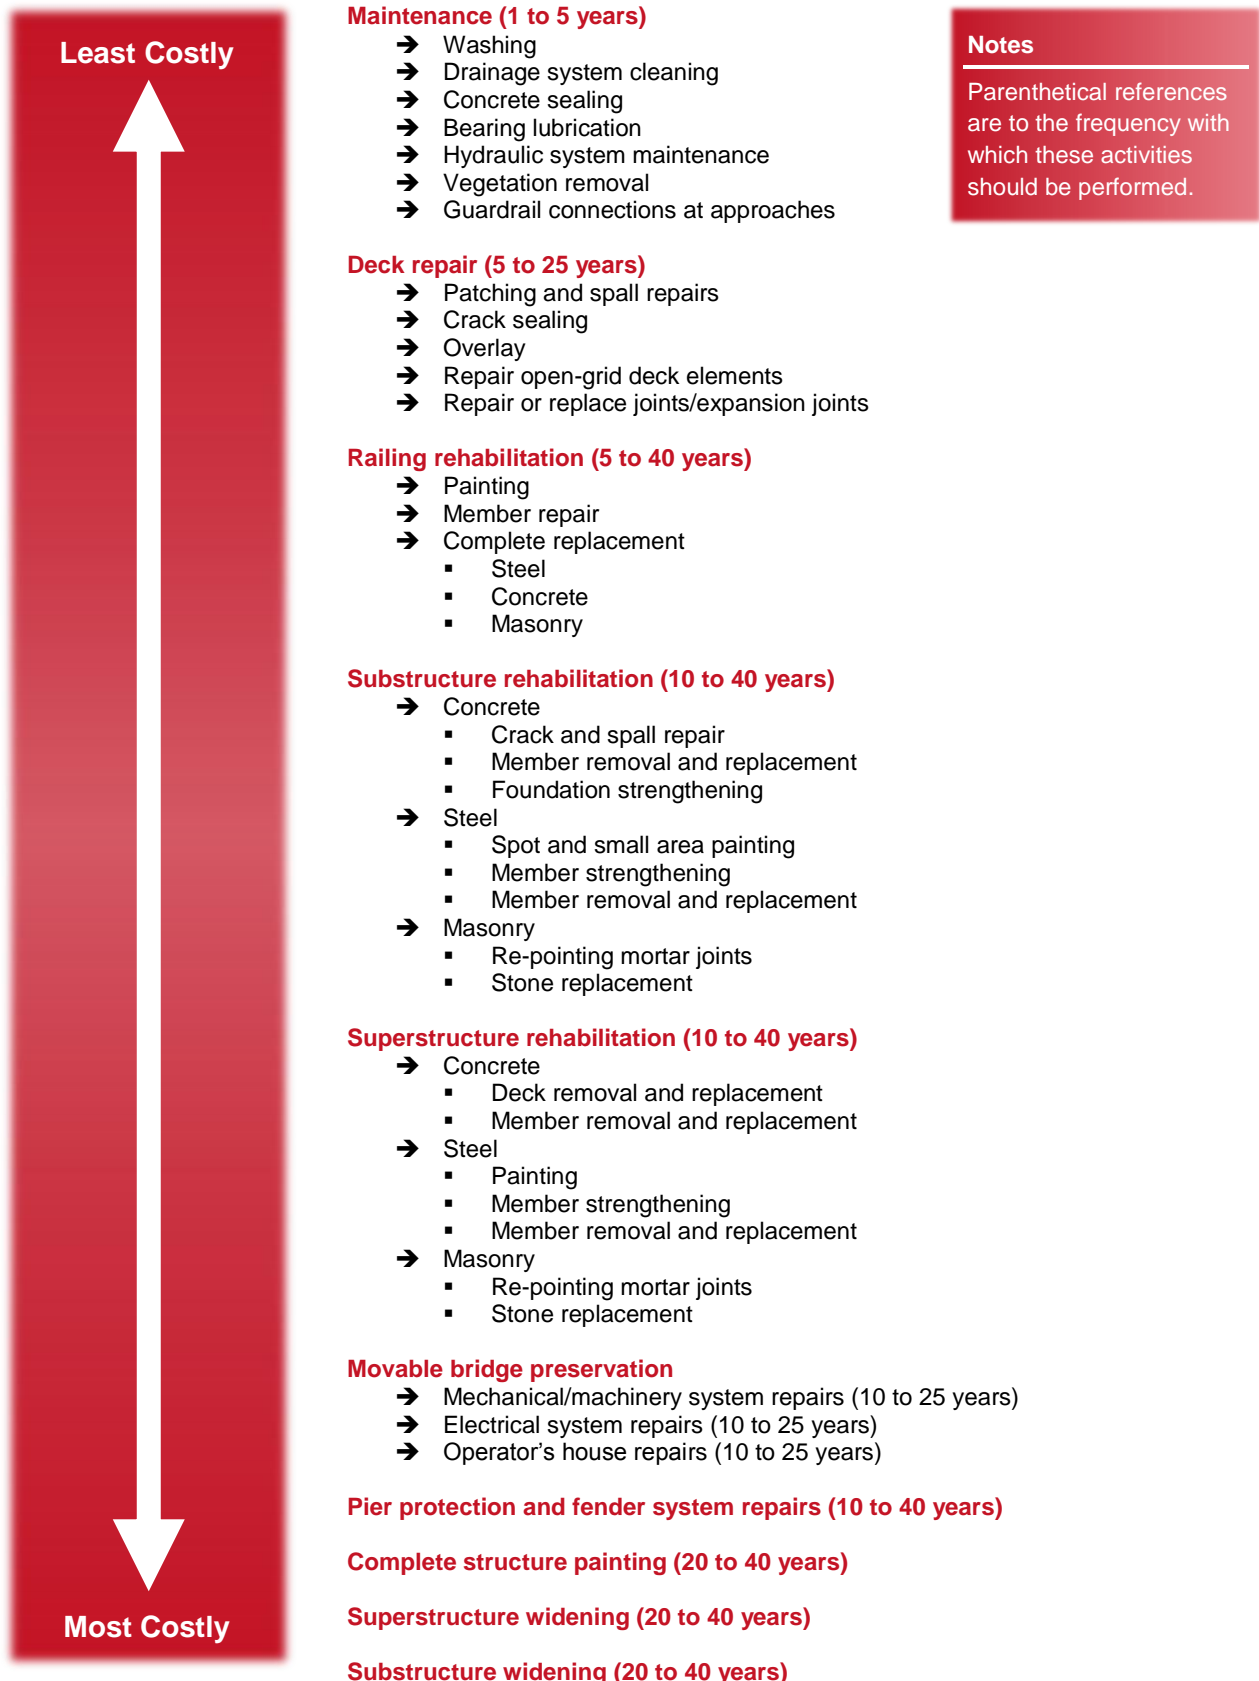 Least Costly
Most Costly
Maintenance (1 to 5 years)
➔ Washing
➔ Drainage system cleaning
➔ Concrete sealing
➔ Bearing lubrication
➔ Hydraulic system maintenance
➔ Vegetation removal
➔ Guardrail connections at approaches
Deck repair (5 to 25 years)
➔ Patching and spall repairs
➔ Crack sealing
➔ Overlay
➔ Repair open-grid deck elements
➔ Repair or replace joints/expansion joints
Railing rehabilitation (5 to 40 years)
➔ Painting
➔ Member repair
➔ Complete replacement
▪ Steel
▪ Concrete
▪ Masonry
Substructure rehabilitation (10 to 40 years)
➔ Concrete
▪ Crack and spall repair
▪ Member removal and replacement
▪ Foundation strengthening
➔ Steel
▪ Spot and small area painting
▪ Member strengthening
▪ Member removal and replacement
➔ Masonry
▪ Re-pointing mortar joints
▪ Stone replacement
Superstructure rehabilitation (10 to 40 years)
➔ Concrete
▪ Deck removal and replacement
▪ Member removal and replacement
➔ Steel
▪ Painting
▪ Member strengthening
▪ Member removal and replacement
➔ Masonry
▪ Re-pointing mortar joints
▪ Stone replacement
Movable bridge preservation
➔ Mechanical/machinery system repairs (10 to 25 years)
➔ Electrical system repairs (10 to 25 years)
➔ Operator’s house repairs (10 to 25 years)
Pier protection and fender system repairs (10 to 40 years)
Complete structure painting (20 to 40 years)
Superstructure widening (20 to 40 years)
Substructure widening (20 to 40 years)
Notes
Parenthetical references
are to the frequency with
which these activities
should be performed.